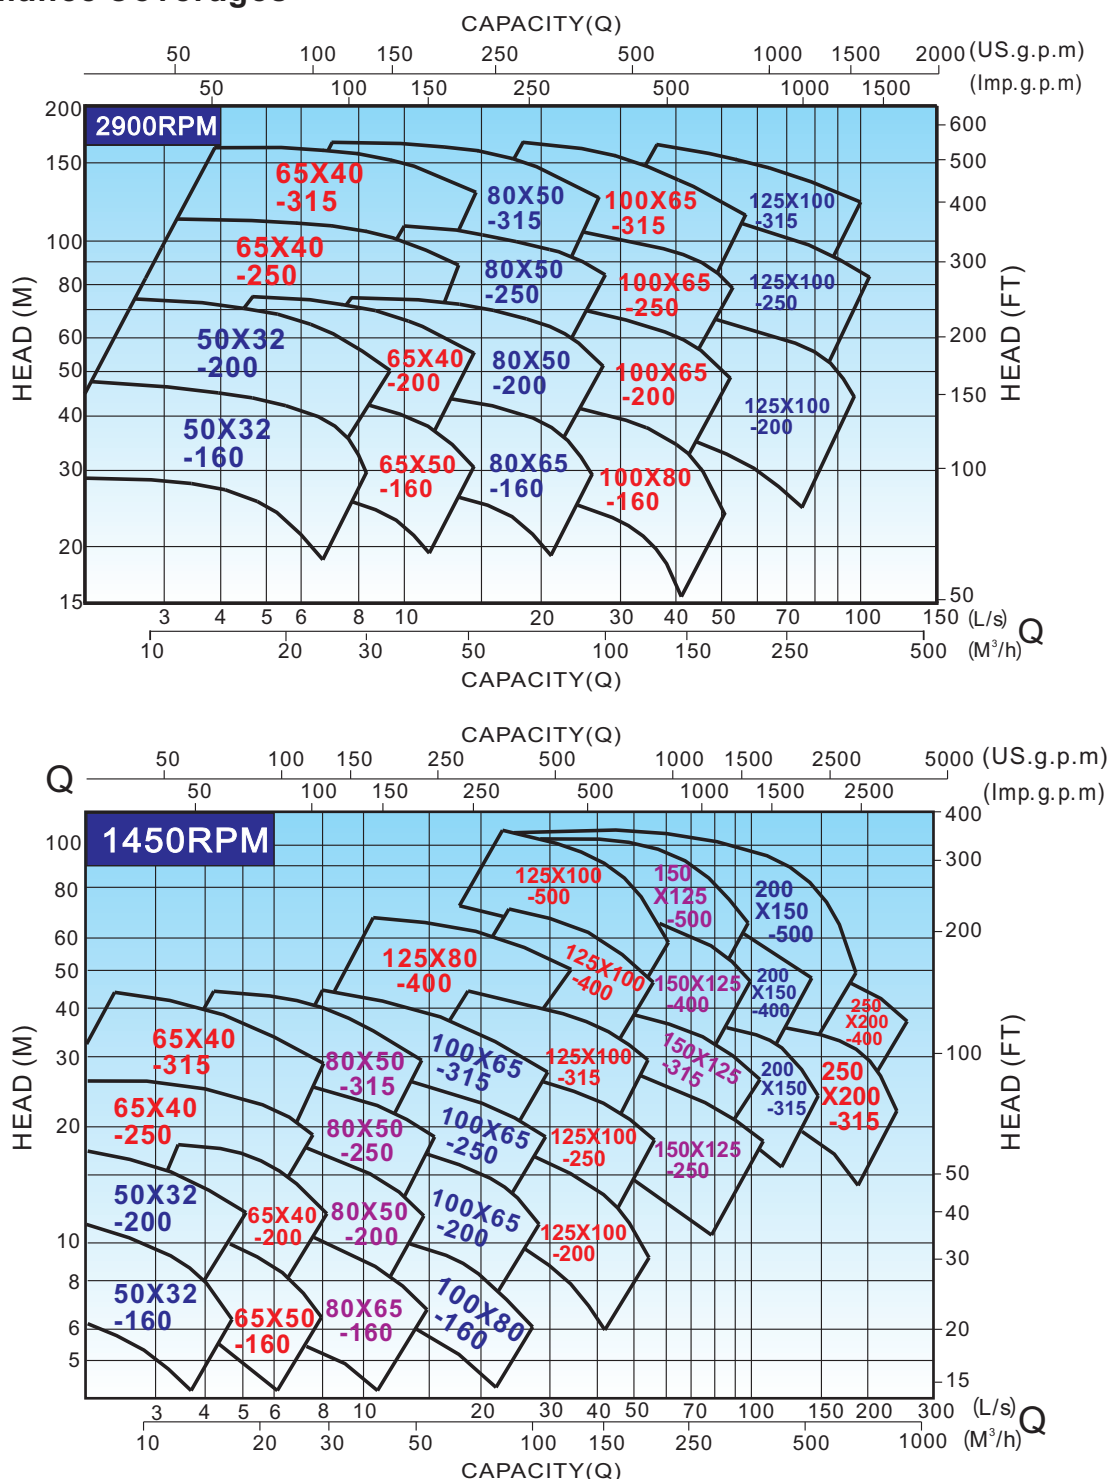 CAPACITY(Q)
50 100 150 250 500 1000 1500 2000 (US.g.p.m)
50 100 150 250 500 1000 1500 (Imp.g.p.m)
2900RPM
HEAD (M)
200
150
100
80
60
50
40
30
20
15
HEAD (FT)
600
500
400
300
200
150
100
50
65X40
-315
80X50
-315
100X65
-315
125X100
-315
65X40
-250
80X50
-250
100X65
-250
125X100
-250
50X32
-200
65X40
-200
80X50
-200
100X65
-200
125X100
-200
50X32
-160
65X50
-160
80X65
-160
100X80
-160
3 4 5 6 8 10 20 30 40 50 70 100 150 (L/s) Q
10 20 30 50 100 150 250 500 (M³/h)
CAPACITY(Q)
CAPACITY(Q)
Q 50 100 150 250 500 1000 1500 2500 5000 (US.g.p.m)
50 100 150 250 500 1000 1500 2500 (Imp.g.p.m)
1450RPM
HEAD (M)
100
80
60
50
40
30
20
10
8
6
5
HEAD (FT)
400
300
200
100
50
40
30
20
15
125X100
-500
150
X125
-500
200
X150
-500
125X80
-400
125X100
-400
150X125
-400
200
X150
-400
250
X200
-400
65X40
-315
80X50
-315
100X65
-315
125X100
-315
150X125
-315
200
X150
-315
250
X200
-315
65X40
-250
80X50
-250
100X65
-250
125X100
-250
150X125
-250
50X32
-200
65X40
-200
80X50
-200
100X65
-200
125X100
-200
50X32
-160
65X50
-160
80X65
-160
100X80
-160
3 4 5 6 8 10 20 30 40 50 70 100 150 200 300 (L/s) Q
10 20 30 50 100 150 250 500 1000 (M³/h)
CAPACITY(Q)